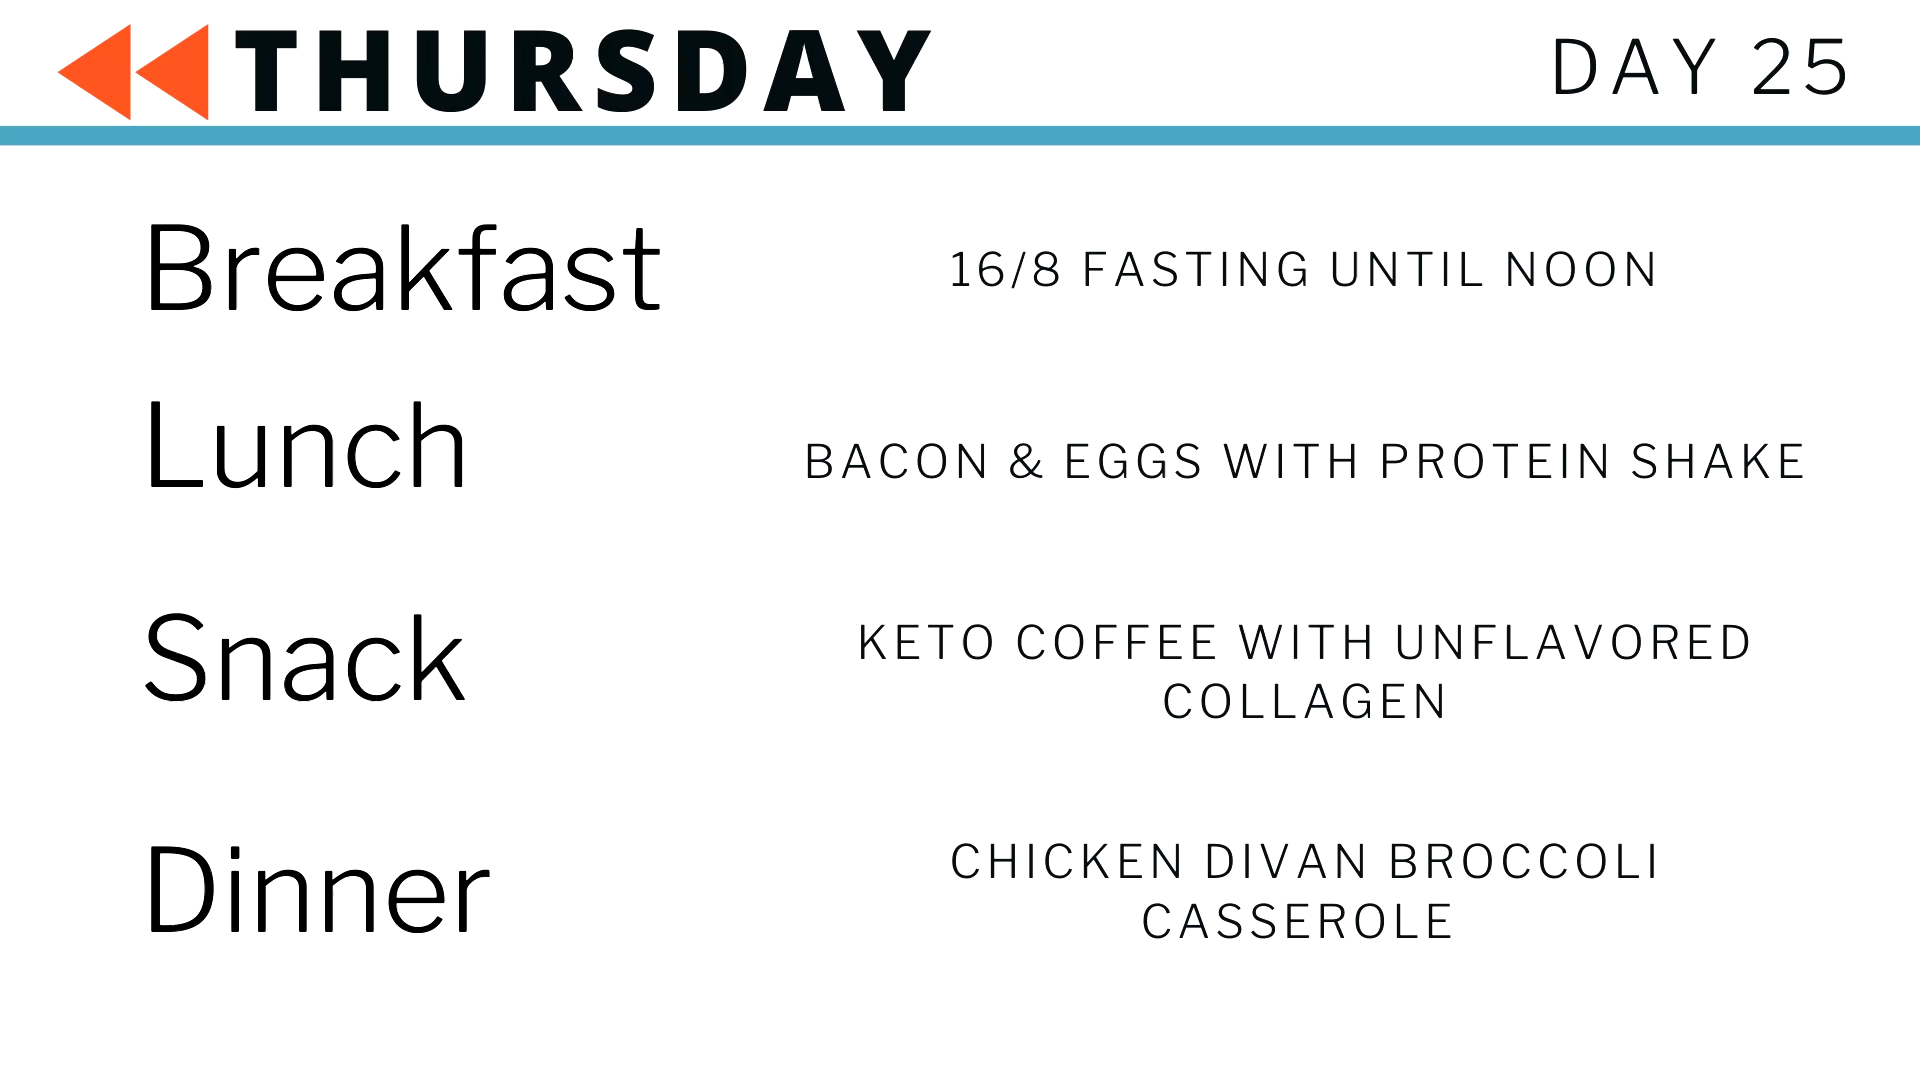 THURSDAY
DAY 25
Breakfast
16/8 FASTING UNTIL NOON
Lunch
BACON & EGGS WITH PROTEIN SHAKE
Snack
KETO COFFEE WITH UNFLAVORED
COLLAGEN
Dinner
CHICKEN DIVAN BROCCOLI
CASSEROLE